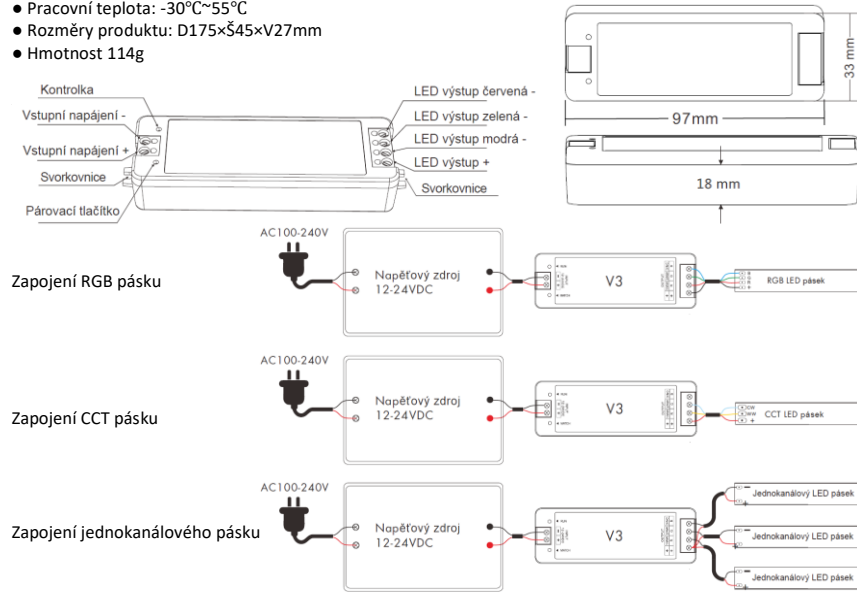 ● Pracovní teplota: -30℃~55℃
● Rozměry produktu: D175×Š45×V27mm
● Hmotnost 114g
33 mm
97mm
18 mm
Kontrolka
Vstupní napájení -
Vstupní napájení +
Svorkovnice
Párovací tlačítko
LED výstup červená -
LED výstup zelená -
LED výstup modrá -
LED výstup +
Svorkovnice
Zapojení RGB pásku
AC100-240V
Napěťový zdroj
12-24VDC
V3
RGB LED pásek
Zapojení CCT pásku
AC100-240V
Napěťový zdroj
12-24VDC
V3
CW
WW
+
CCT LED pásek
Zapojení jednokanálového pásku
AC100-240V
Napěťový zdroj
12-24VDC
V3
Jednokanálový LED pásek
Jednokanálový LED pásek
Jednokanálový LED pásek